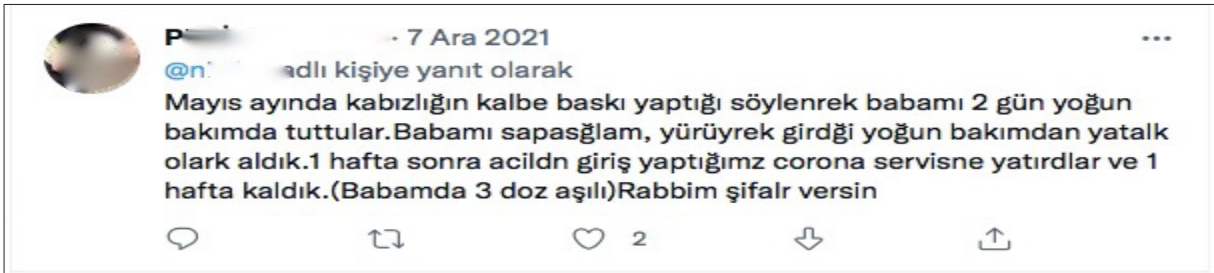 · 7 Ara 2021
adlı kişiye yanıt olarak
Mayıs ayında kabızlığın kalbe baskı yaptığı söylenrek babamı 2 gün yoğun
bakımda tuttular.Babamı sapasğlam, yürüyrek girdği yoğun bakımdan yatalk
olark aldık.1 hafta sonra acildn giriş yaptığımz corona servisne yatırdlar ve 1
hafta kaldık.(Babamda 3 doz aşılı)Rabbim şifalr versin
2